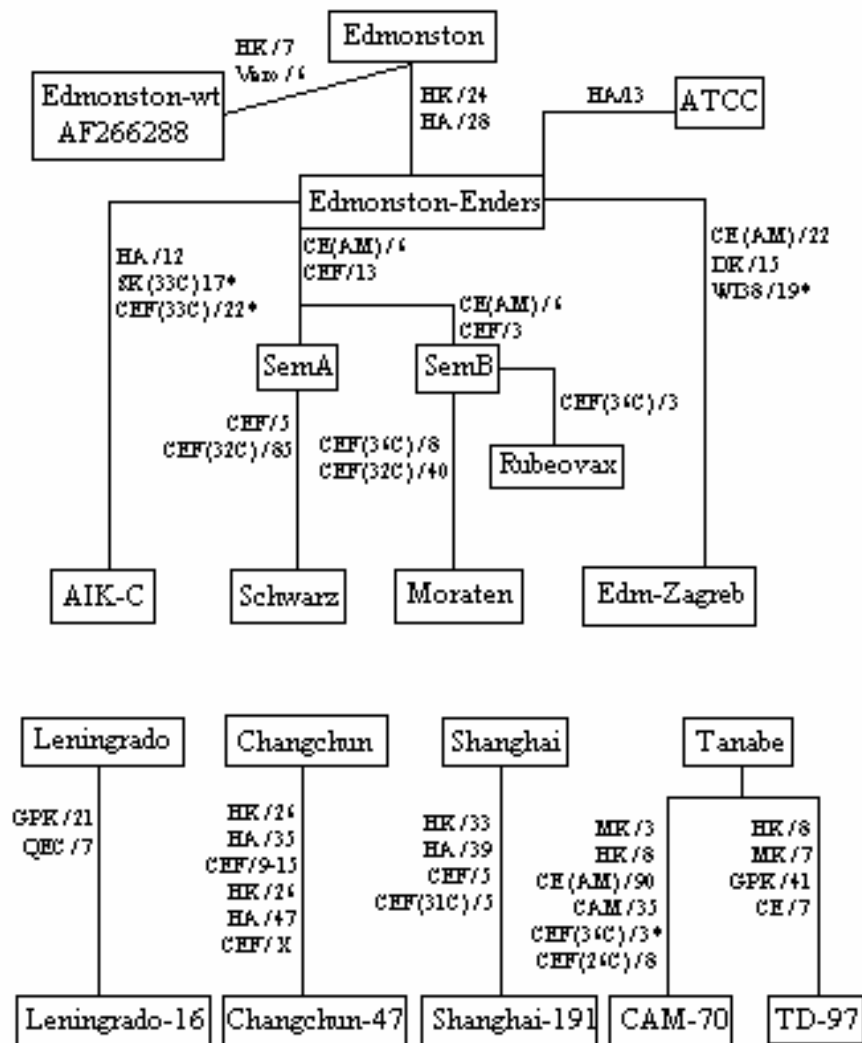 Edmonston
HK/7
Vero/6
Edmonston-wt
AF266288
HK/24
HA/28
HA/13
ATCC
Edmonston-Enders
HA/12
SK(33C)17*
CEF(33C)/22*
CE(AM)/6
CEF/13
CE(AM)/22
DK/15
WI38/19*
CE(AM)/6
CEF/3
SemA
SemB
CEF/5
CEF(32C)/85
CEF(36C)/8
CEF(32C)/40
CEF(36C)/3
Rubeovax
AIK-C
Schwarz
Moraten
Edm-Zagreb
Leningrado
Changchun
Shanghai
Tanabe
GPK/21
QEC/7
HK/26
HA/35
CEF/9-15
HK/26
HA/47
CEF/X
HK/33
HA/39
CEF/5
CEF(31C)/5
MK/3
HK/8
CE(AM)/90
CAM/35
CEF(36C)/3*
CEF(26C)/8
HK/8
MK/7
GPK/41
CE/7
Leningrado-16
Changchun-47
Shanghai-191
CAM-70
TD-97